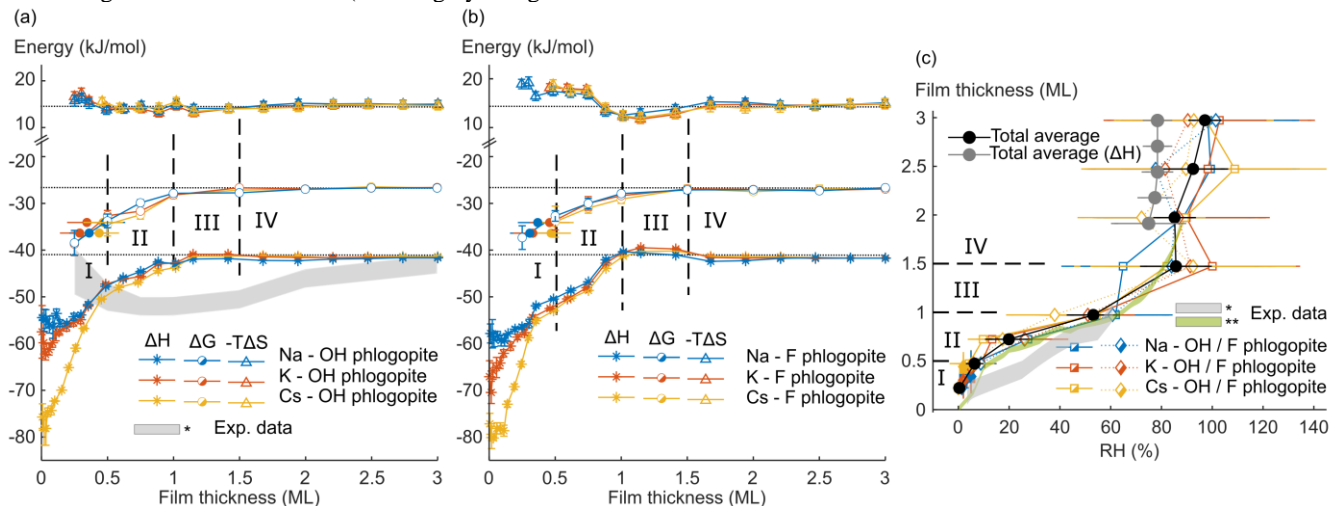 (a)
Energy (kJ/mol)
20
10
-20
-30
-40
-50
-60
-70
-80
I
II
III
IV
ΔH ΔG -TΔS
Na - OH phlogopite
K - OH phlogopite
Cs - OH phlogopite
* Exp. data
0 0.5 1 1.5 2 2.5 3
Film thickness (ML)
(b)
Energy (kJ/mol)
20
10
-20
-30
-40
-50
-60
-70
-80
I
II
III
IV
ΔH ΔG -TΔS
Na - F phlogopite
K - F phlogopite
Cs - F phlogopite
0 0.5 1 1.5 2 2.5 3
Film thickness (ML)
(c)
Film thickness (ML)
3
2.5
2
1.5
1
0.5
0
Total average
Total average (ΔH)
IV
III
II
I
* Exp. data
**
Na - OH / F phlogopite
K - OH / F phlogopite
Cs - OH / F phlogopite
0 20 40 60 80 100 120 140
RH (%)